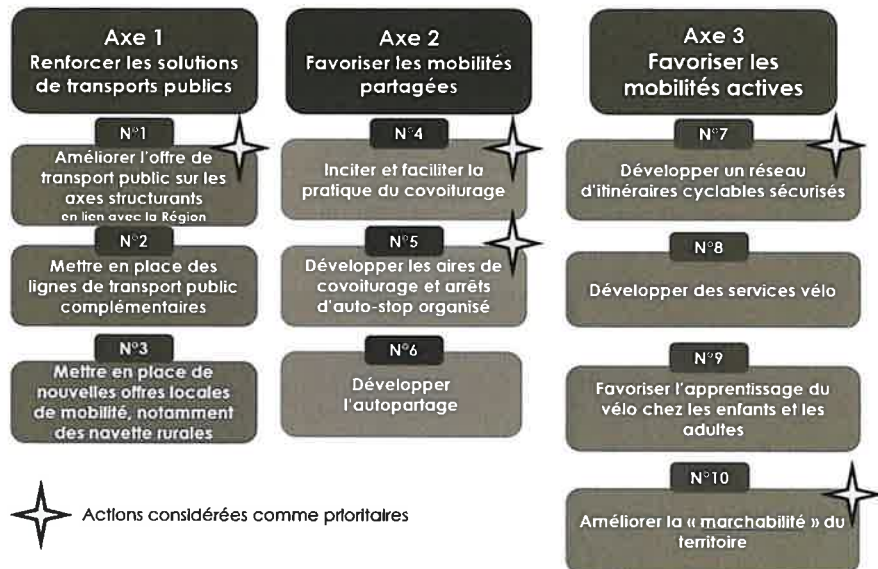 Axe 1
Renforcer les solutions
de transports publics
N°1
Améliorer l'offre de
transport public sur les
axes structurants
en lien avec la Région
N°2
Mettre en place des
lignes de transport public
complémentaires
N°3
Mettre en place de
nouvelles offres locales
de mobilité, notamment
des navette rurales
Axe 2
Favoriser les mobilités
partagées
N°4
Inciter et faciliter la
pratique du covoiturage
N°5
Développer les aires de
covoiturage et arrêts
d'auto-stop organisé
N°6
Développer
l'autopartage
Axe 3
Favoriser les
mobilités actives
N°7
Développer un réseau
d'itinéraires cyclables sécurisés
N°8
Développer des services vélo
N°9
Favoriser l'apprentissage du
vélo chez les enfants et les
adultes
N°10
Améliorer la « marchabilité » du
territoire
Actions considérées comme prioritaires